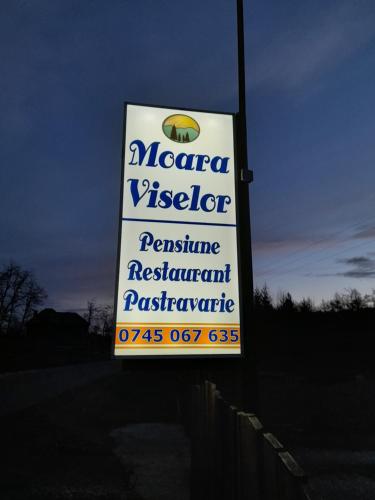 Moara
Viselor
Pensiune
Restaurant
Pastravarie
0745 067 635